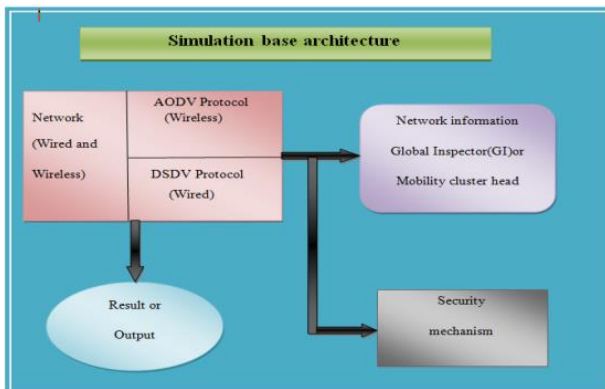 Simulation base architecture
Network
(Wired and
Wireless)
AODV Protocol
(Wireless)
DSDV Protocol
(Wired)
Network information
Global Inspector(GI)or
Mobility cluster head
Result or
Output
Security
mechanism